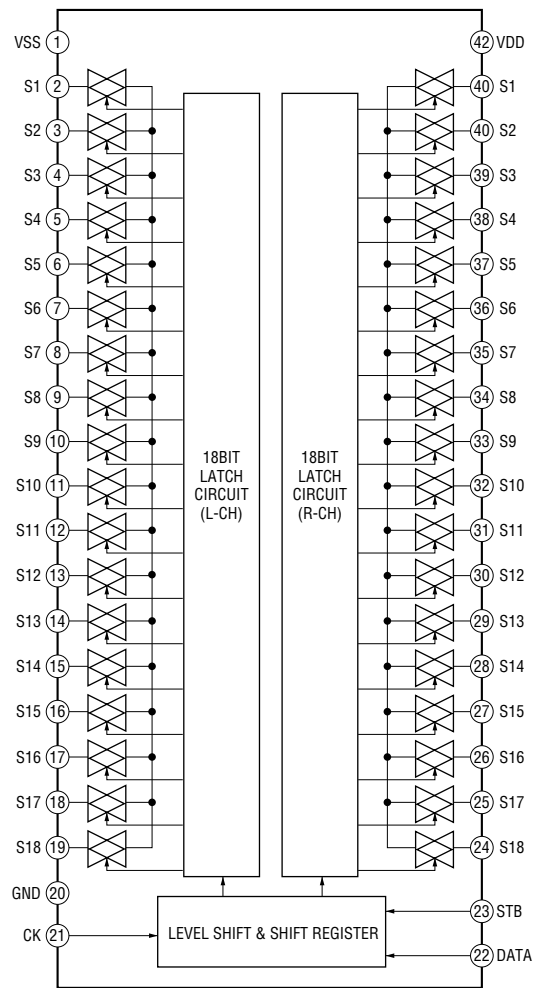 VSS 1 42 VDD
S1 2 40 S1
S2 3 40 S2
S3 4 39 S3
S4 5 38 S4
S5 6 37 S5
S6 7 36 S6
S7 8 35 S7
S8 9 34 S8
S9 10 33 S9
18BIT
LATCH
CIRCUIT
(L-CH)
18BIT
LATCH
CIRCUIT
(R-CH)
S10 11 32 S10
S11 12 31 S11
S12 13 30 S12
S13 14 29 S13
S14 15 28 S14
S15 16 27 S15
S16 17 26 S16
S17 18 25 S17
S18 19 24 S18
GND 20
23 STB
CK 21 LEVEL SHIFT & SHIFT REGISTER
22 DATA